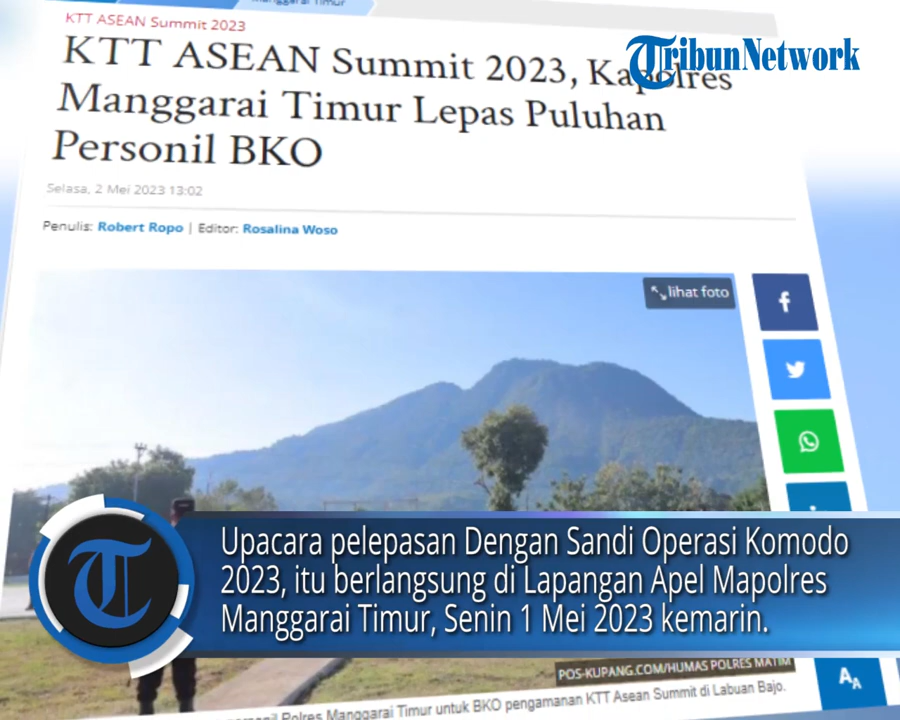 Manggarai Timur
KTT ASEAN Summit 2023
TribunNetwork
KTT ASEAN Summit 2023, Kapolres
Manggarai Timur Lepas Puluhan
Personil BKO
Selasa, 2 Mei 2023 13:02
Penulis: Robert Ropo | Editor: Rosalina Woso
lihat foto
Upacara pelepasan Dengan Sandi Operasi Komodo
2023, itu berlangsung di Lapangan Apel Mapolres
Manggarai Timur, Senin 1 Mei 2023 kemarin.
POS-KUPANG.COM/HUMAS POLRES MATIM
AA
Polres Manggarai Timur untuk BKO pengamanan KTT Asean Summit di Labuan Bajo.